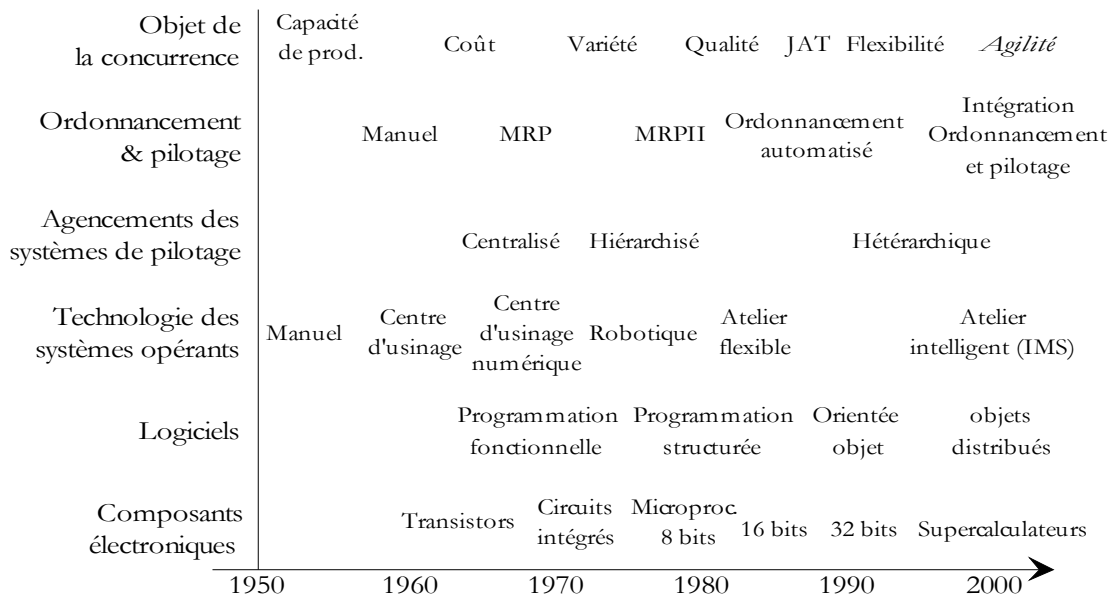 Objet de
la concurrence
Capacité
de prod.
Coût
Variété
Qualité
JAT
Flexibilité
Agilité
Ordonnancement
& pilotage
Manuel
MRP
MRPII
Ordonnancement
automatisé
Intégration
Ordonnancement
et pilotage
Agencements des
systèmes de pilotage
Centralisé
Hiérarchisé
Hétérarchique
Technologie des
systèmes opérants
Manuel
Centre
d'usinage
Centre
d'usinage
numérique
Robotique
Atelier
flexible
Atelier
intelligent (IMS)
Logiciels
Programmation
fonctionnelle
Programmation
structurée
Orientée
objet
objets
distribués
Composants
électroniques
Transistors
Circuits
intégrés
Microproc.
8 bits
16 bits
32 bits
Supercalculateurs
1950 1960 1970 1980 1990 2000